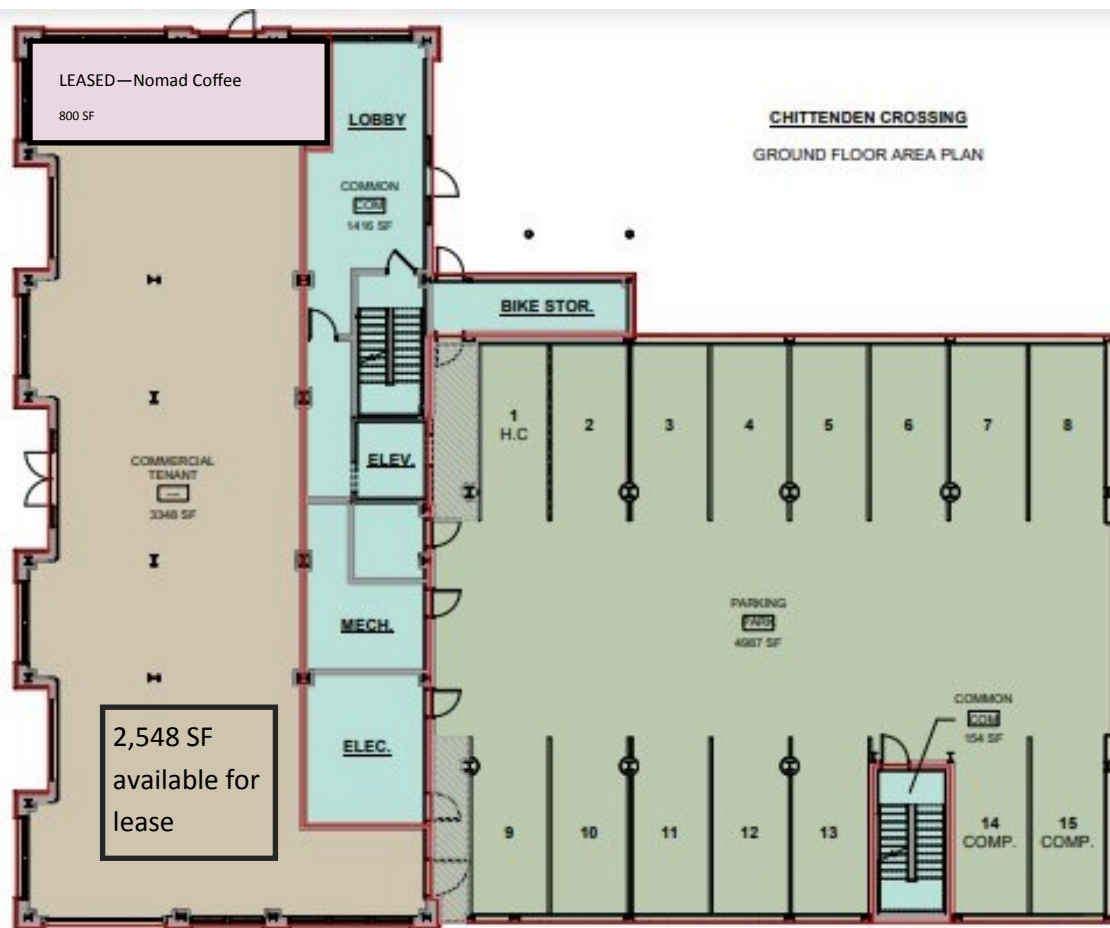 LEASED—Nomad Coffee
800 SF
CHITTENDEN CROSSING
GROUND FLOOR AREA PLAN
LOBBY
COMMON
COM
1416 SF
BIKE STOR.
1
H.C
2
3
4
5
6
7
8
ELEV.
COMMERCIAL
TENANT
---
3348 SF
MECH.
PARKING
PARK
4987 SF
COMMON
COM
154 SF
2,548 SF
available for
lease
ELEC.
9
10
11
12
13
14
COMP.
15
COMP.